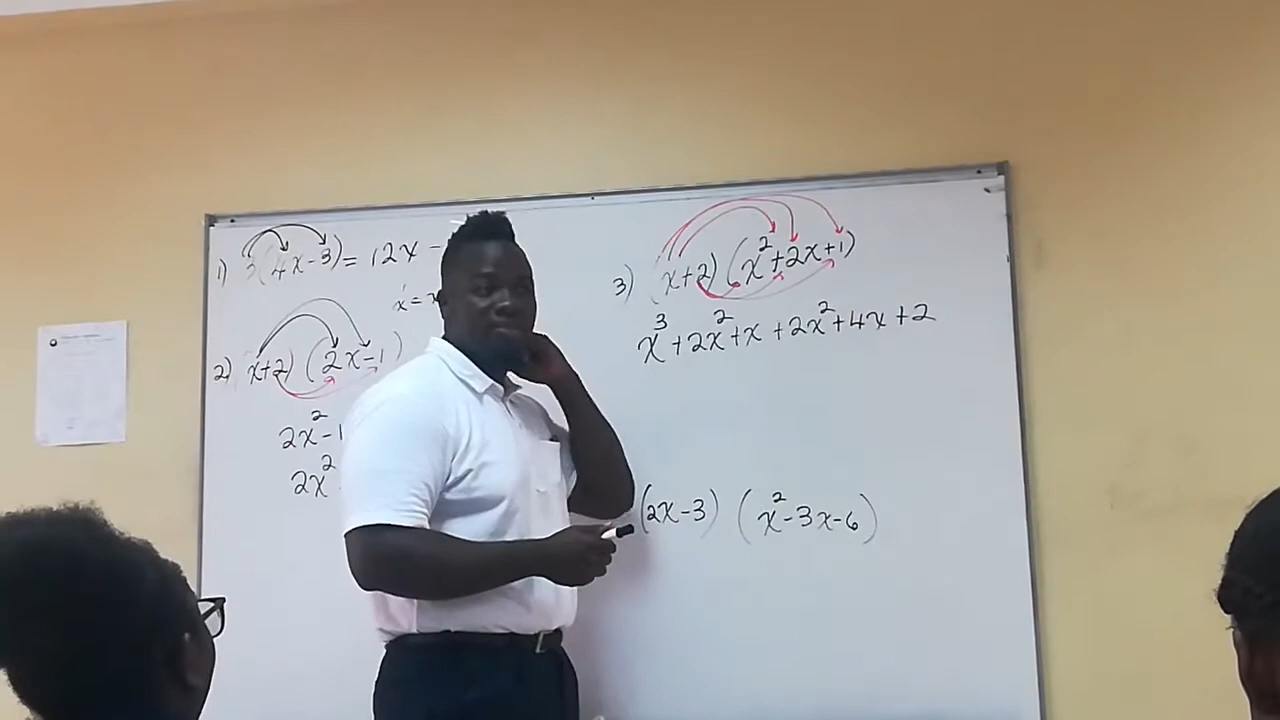 1) 3(4x-3) = 12x -
x =
2) (x+2) (2x-1)
2x² -1
2x²
3) (x+2) (x²+2x+1)
x³ +2x²+x +2x²+4x+2
(2x-3) (x²-3x-6)